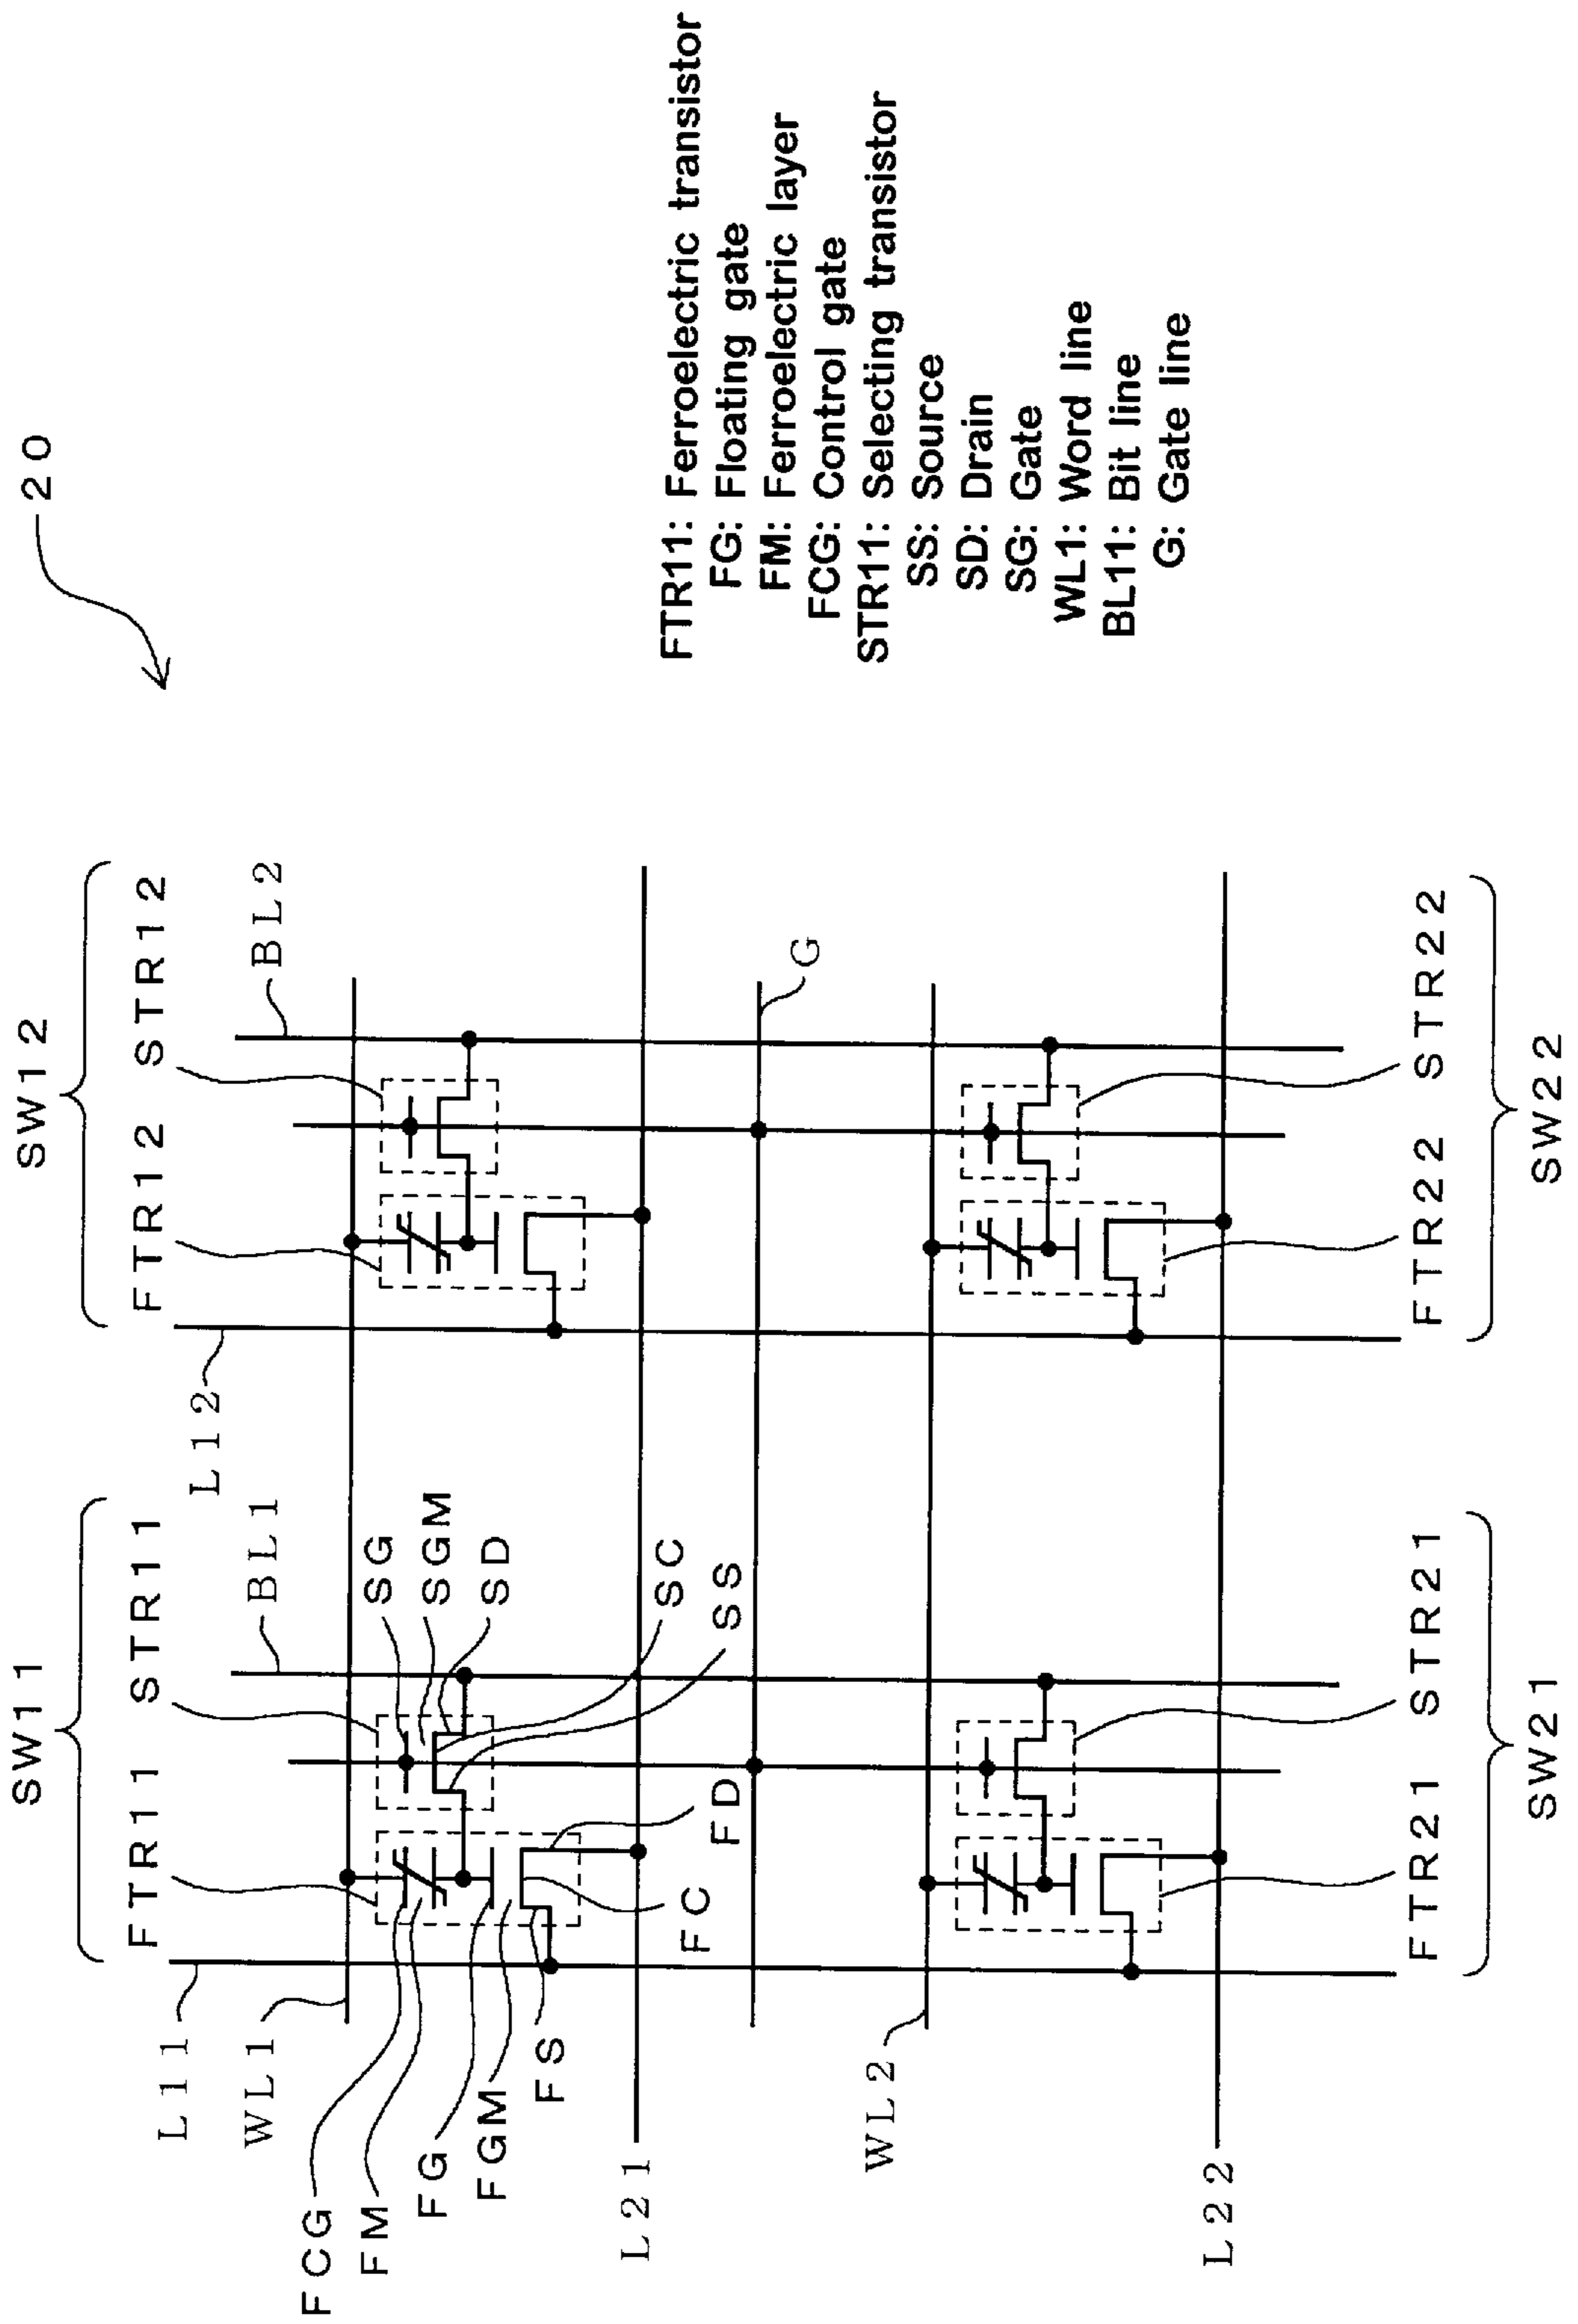 SW11
SW12
20
FTR11 STR11
FTR12 STR12
L11
L12
WL1
BL1
BL2
FCG
FM
FG
FGM
FS
SG
SGM
SD
SC
SS
FC
FD
L21
G
WL2
L22
FTR21 STR21
FTR22 STR22
SW21
SW22
FTR11: Ferroelectric transistor
FG: Floating gate
FM: Ferroelectric layer
FCG: Control gate
STR11: Selecting transistor
SS: Source
SD: Drain
SG: Gate
WL1: Word line
BL11: Bit line
G: Gate line